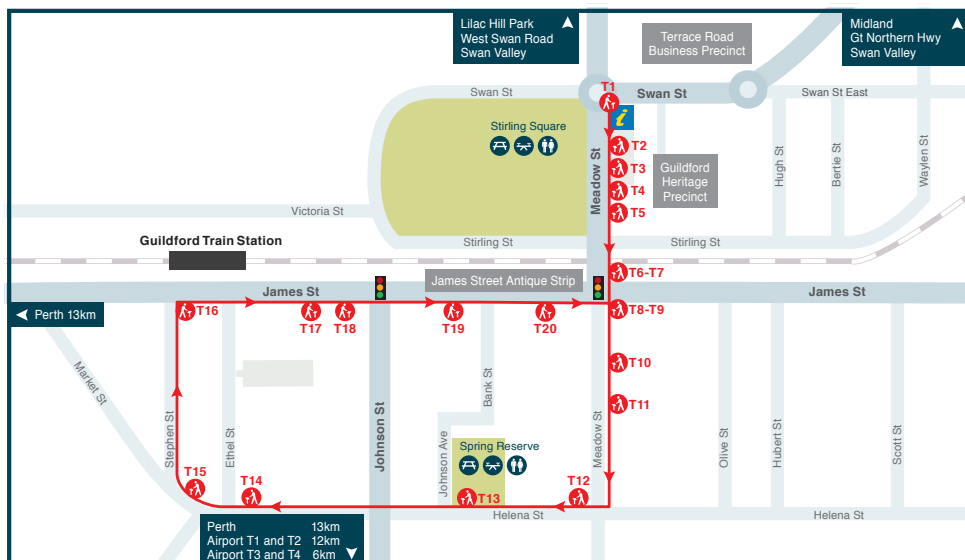 Lilac Hill Park
West Swan Road
Swan Valley
Terrace Road
Business Precinct
Midland
Gt Northern Hwy
Swan Valley
T1
Swan St
Swan St
Swan St East
i
Stirling Square
T2
T3
T4
T5
Meadow St
Guildford
Heritage
Precinct
Hugh St
Bertie St
Waylen St
Victoria St
Stirling St
Stirling St
Guildford Train Station
T6-T7
James Street Antique Strip
James St
James St
Perth 13km
T16
T17
T18
T19
T20
T8-T9
T10
T11
Market St
Stephen St
Ethel St
Johnson St
Bank St
Johnson Ave
Meadow St
Olive St
Hubert St
Scott St
Spring Reserve
T15
T14
T13
T12
Helena St
Helena St
Perth 13km
Airport T1 and T2 12km
Airport T3 and T4 6km